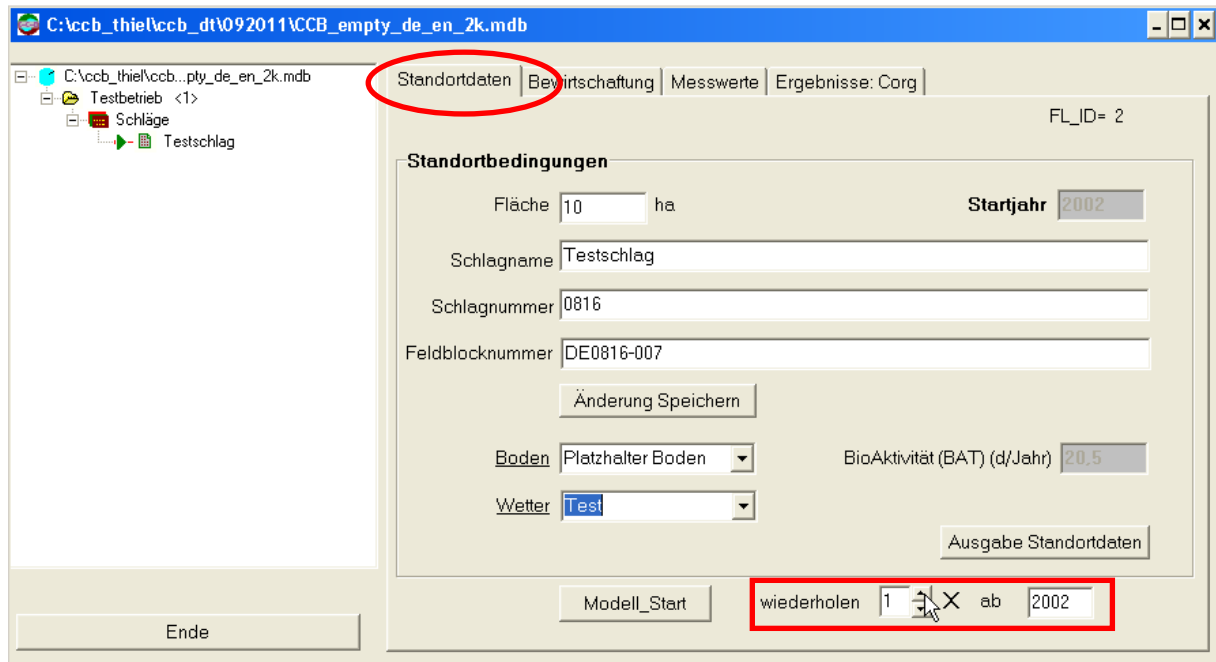 C:\ccb_thiel\ccb_dt\092011\CCB_empty_de_en_2k.mdb
C:\ccb_thiel\ccb...pty_de_en_2k.mdb
Testbetrieb <1>
Schläge
Testschlag
Ende
Standortdaten Bewirtschaftung Messwerte Ergebnisse: Corg
FL_ID= 2
Standortbedingungen
Fläche 10 ha Startjahr 2002
Schlagname Testschlag
Schlagnummer 0816
Feldblocknummer DE0816-007
Änderung Speichern
Boden Platzhalter Boden BioAktivität (BAT) (d/Jahr) 20,5
Wetter Test
Ausgabe Standortdaten
Modell_Start wiederholen 1 X ab 2002